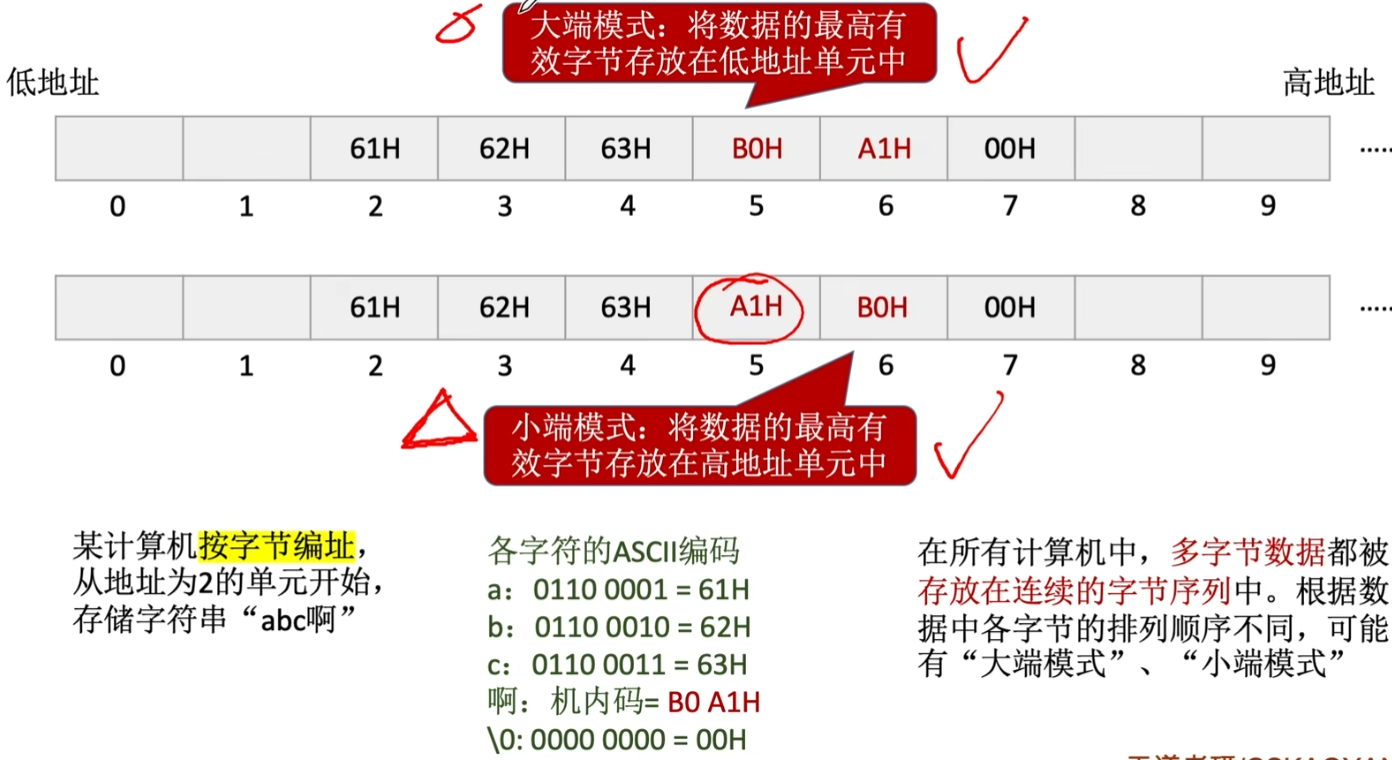 大端模式：将数据的最高有
效字节存放在低地址单元中
低地址
高地址
61H 62H 63H B0H A1H 00H .....
0 1 2 3 4 5 6 7 8 9
61H 62H 63H A1H B0H 00H .....
0 1 2 3 4 5 6 7 8 9
小端模式：将数据的最高有
效字节存放在高地址单元中
某计算机按字节编址，
从地址为2的单元开始，
存储字符串“abc啊”
各字符的ASCII编码
a： 0110 0001 = 61H
b： 0110 0010 = 62H
c： 0110 0011 = 63H
啊：机内码= B0 A1H
\0: 0000 0000 = 00H
在所有计算机中，多字节数据都被
存放在连续的字节序列中。根据数
据中各字节的排列顺序不同，可能
有“大端模式”、“小端模式”